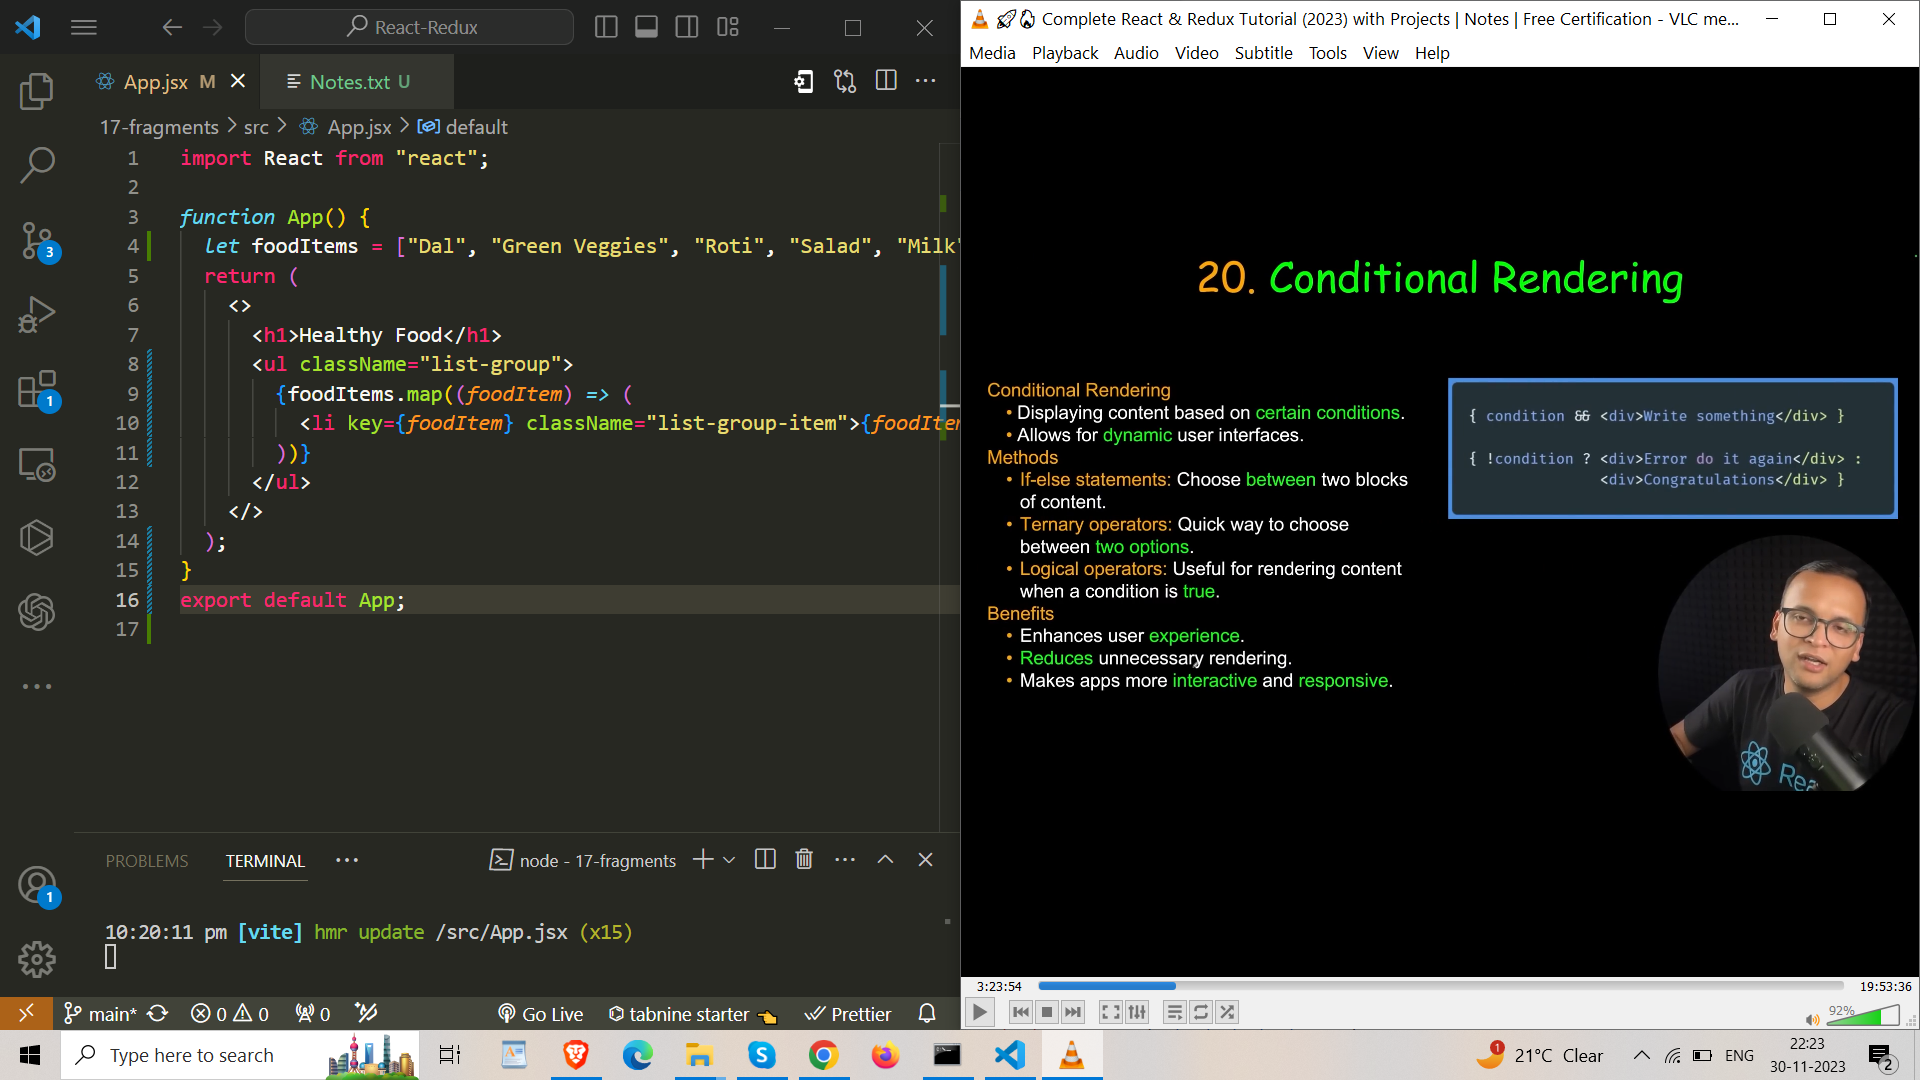 React-Redux
App.jsx M
Notes.txt U
17-fragments > src > App.jsx > default
1 import React from "react";
2
3 function App() {
4 let foodItems = ["Dal", "Green Veggies", "Roti", "Salad", "Milk"
5 return (
6 <>
7 <h1>Healthy Food</h1>
8 <ul className="list-group">
9 {foodItems.map((foodItem) => (
10 <li key={foodItem} className="list-group-item">{foodItem
11 ))}
12 </ul>
13 </>
14 );
15 }
16 export default App;
17
3
1
1
PROBLEMS TERMINAL
node - 17-fragments
10:20:11 pm [vite] hmr update /src/App.jsx (x15)
main* 0 0 0 Go Live tabnine starter Prettier
Complete React & Redux Tutorial (2023) with Projects | Notes | Free Certification - VLC me...
Media Playback Audio Video Subtitle Tools View Help
20. Conditional Rendering
Conditional Rendering
• Displaying content based on certain conditions.
• Allows for dynamic user interfaces.
Methods
• If-else statements: Choose between two blocks
of content.
• Ternary operators: Quick way to choose
between two options.
• Logical operators: Useful for rendering content
when a condition is true.
Benefits
• Enhances user experience.
• Reduces unnecessary rendering.
• Makes apps more interactive and responsive.
{ condition && <div>Write something</div> }
{ !condition ? <div>Error do it again</div> :
<div>Congratulations</div> }
Rea
3:23:54
19:53:36
92%
Type here to search
1
21°C Clear
ENG
22:23
30-11-2023
2